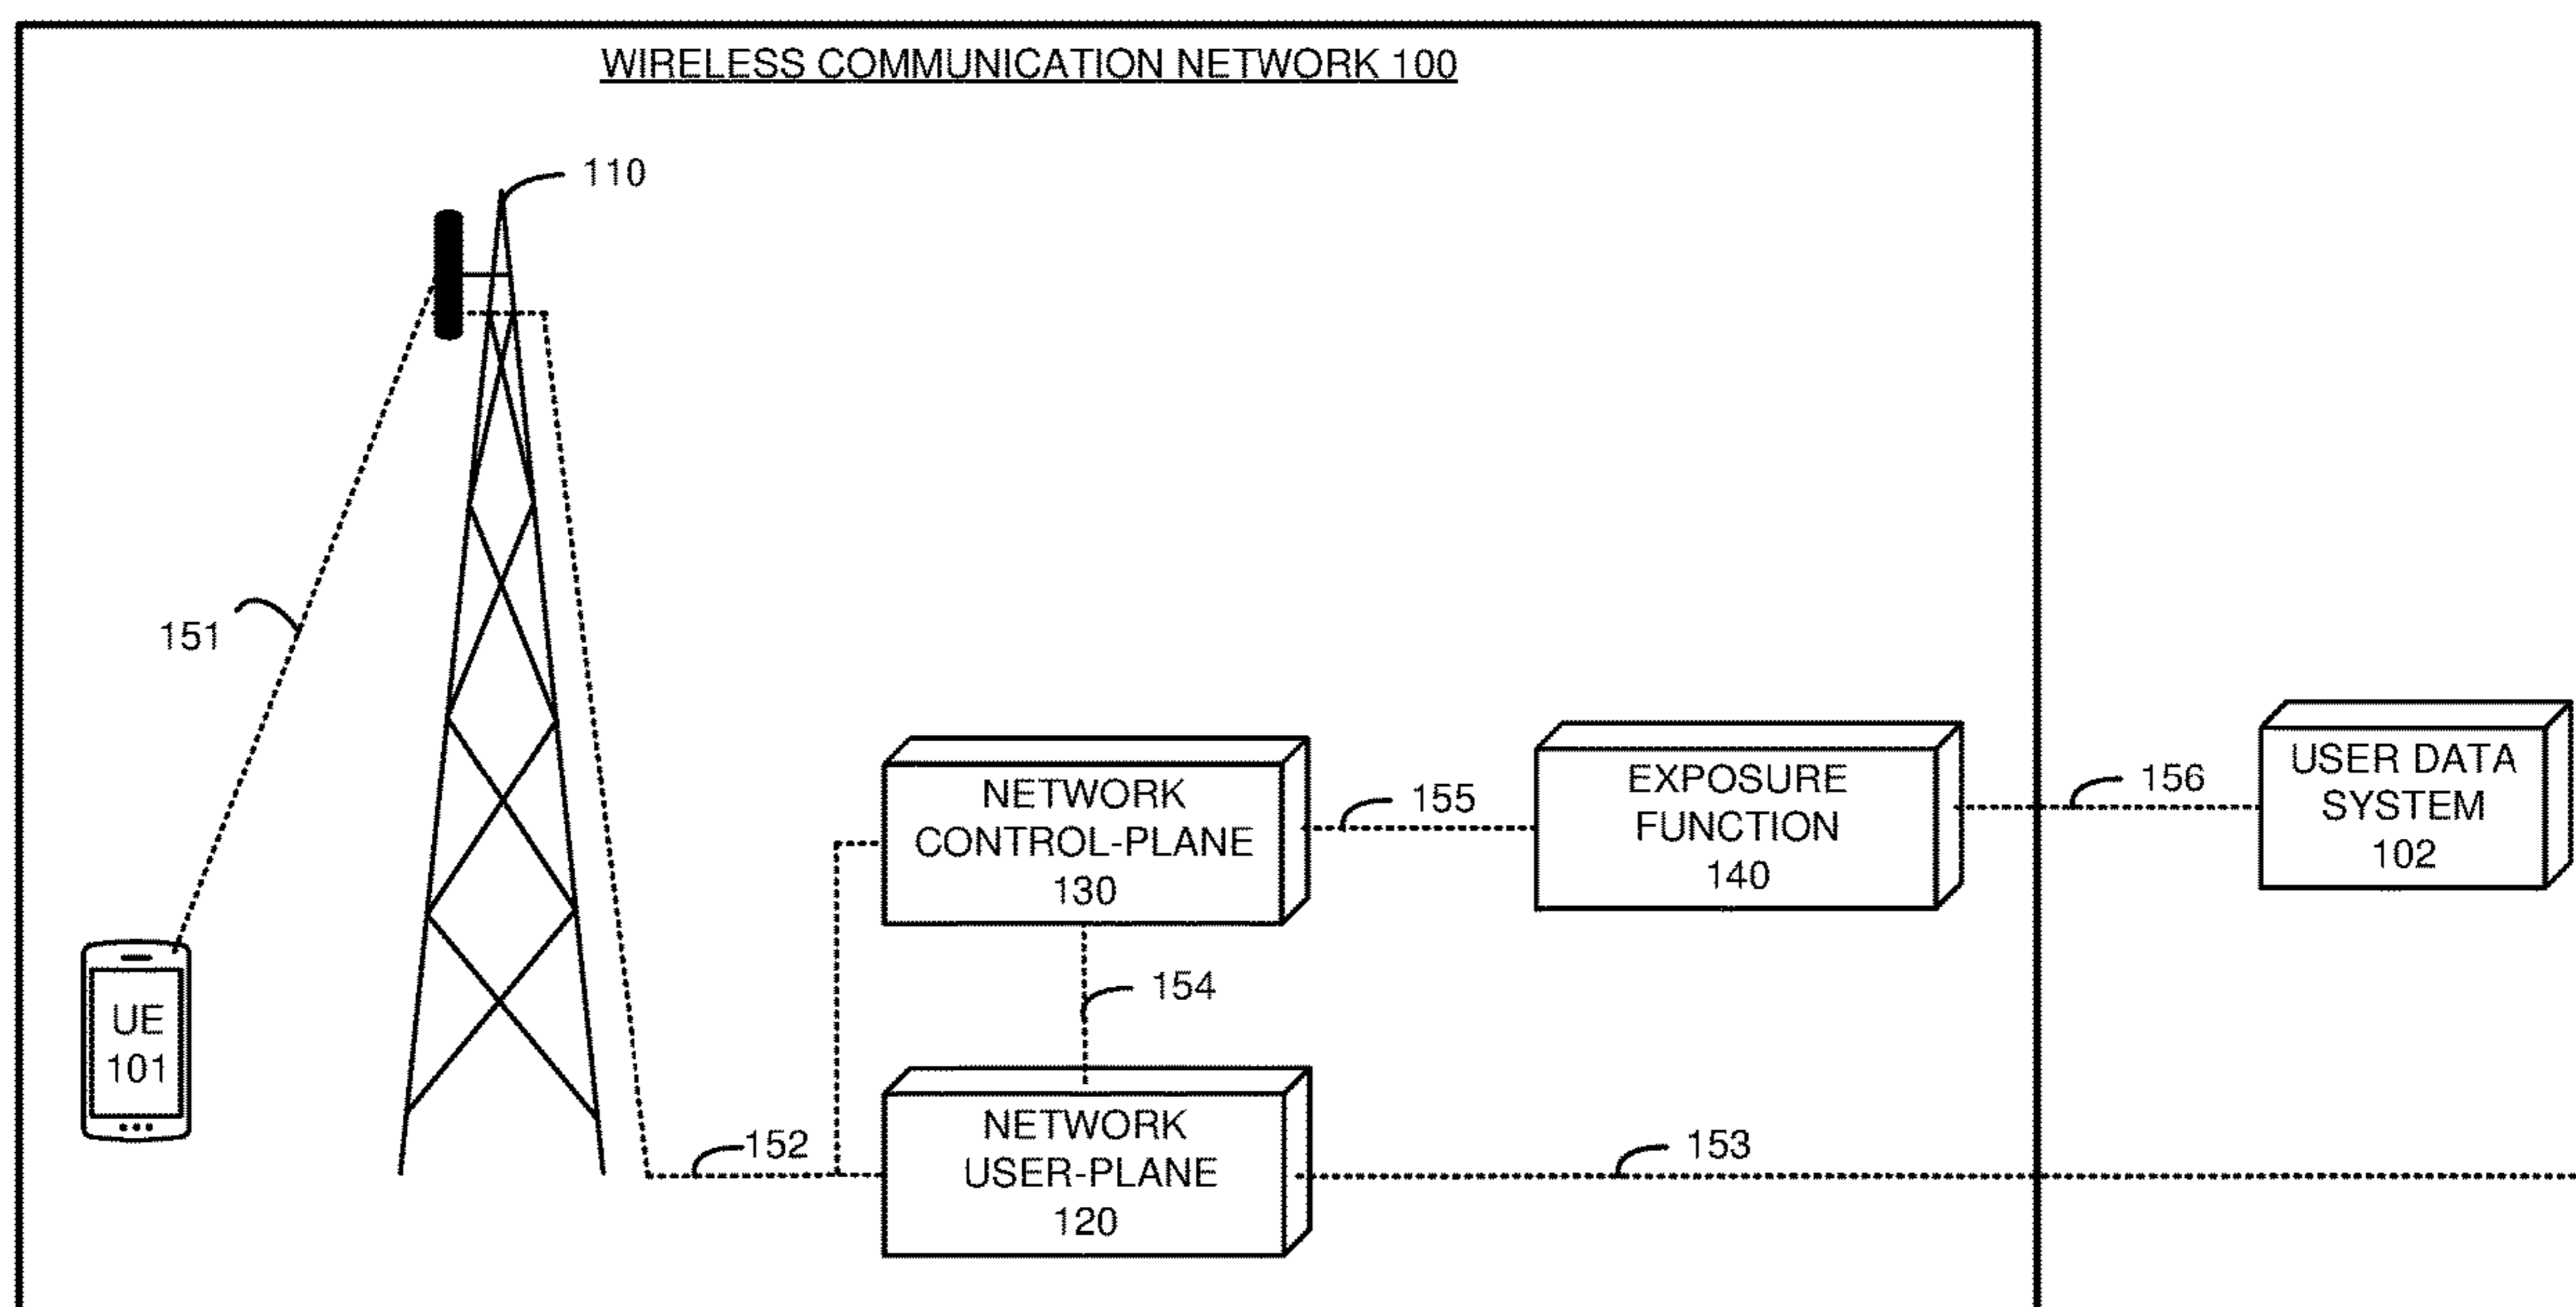 WIRELESS COMMUNICATION NETWORK 100
110
151
NETWORK
CONTROL-PLANE
130
155
EXPOSURE
FUNCTION
140
156
USER DATA
SYSTEM
102
UE
101
154
152
NETWORK
USER-PLANE
120
153